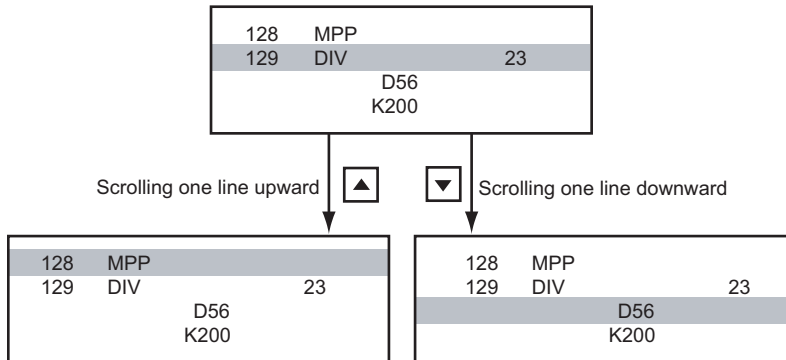 128 MPP
129 DIV 23
D56
K200
Scrolling one line upward ▲
▼ Scrolling one line downward
128 MPP
129 DIV 23
D56
K200
128 MPP
129 DIV 23
D56
K200